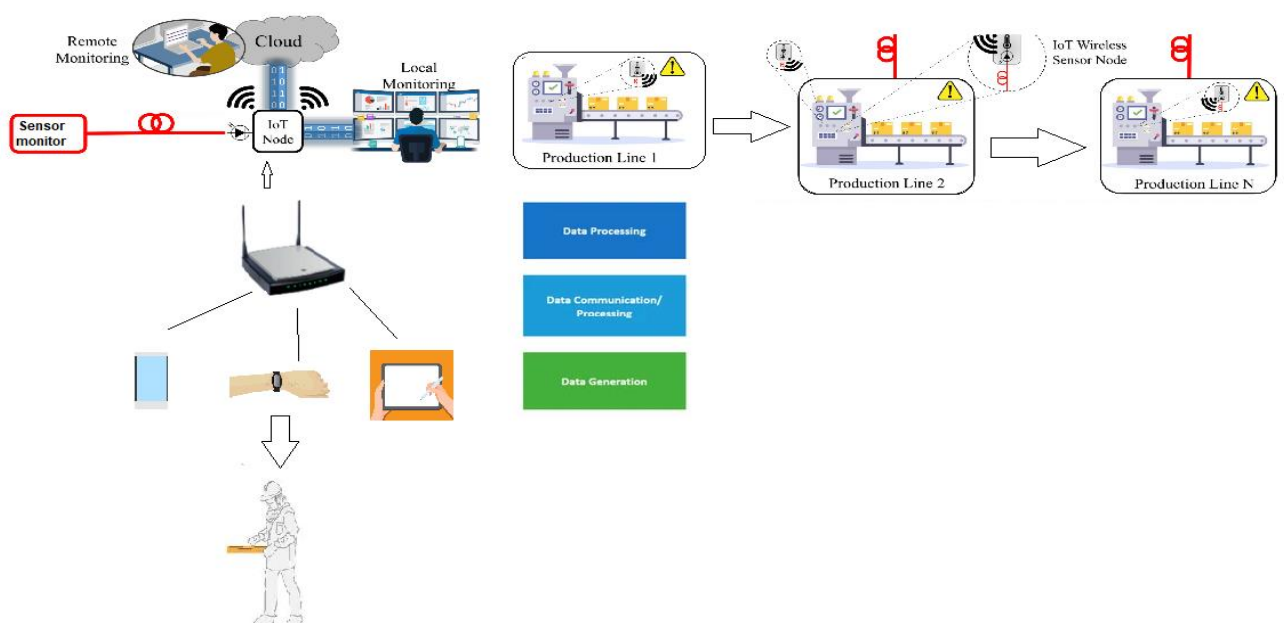 Remote
Monitoring
Cloud
Local
Monitoring
Sensor
monitor
IoT
Node
Production Line 1
IoT Wireless
Sensor Node
Production Line 2
Production Line N
Data Processing
Data Communication/
Processing
Data Generation